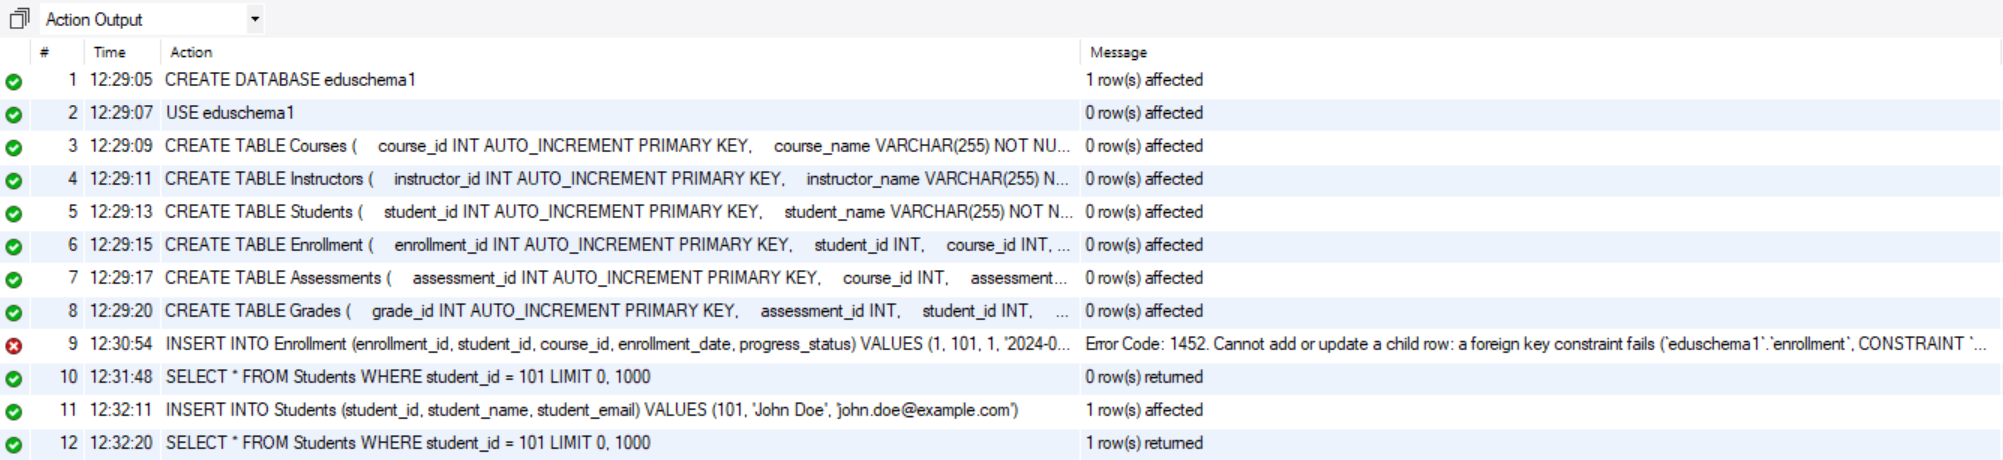 Action Output
# Time Action Message
1 12:29:05 CREATE DATABASE eduschema1 1 row(s) affected
2 12:29:07 USE eduschema1 0 row(s) affected
3 12:29:09 CREATE TABLE Courses ( course_id INT AUTO_INCREMENT PRIMARY KEY, course_name VARCHAR(255) NOT NU... 0 row(s) affected
4 12:29:11 CREATE TABLE Instructors ( instructor_id INT AUTO_INCREMENT PRIMARY KEY, instructor_name VARCHAR(255) N... 0 row(s) affected
5 12:29:13 CREATE TABLE Students ( student_id INT AUTO_INCREMENT PRIMARY KEY, student_name VARCHAR(255) NOT N... 0 row(s) affected
6 12:29:15 CREATE TABLE Enrollment ( enrollment_id INT AUTO_INCREMENT PRIMARY KEY, student_id INT, course_id INT, ... 0 row(s) affected
7 12:29:17 CREATE TABLE Assessments ( assessment_id INT AUTO_INCREMENT PRIMARY KEY, course_id INT, assessment... 0 row(s) affected
8 12:29:20 CREATE TABLE Grades ( grade_id INT AUTO_INCREMENT PRIMARY KEY, assessment_id INT, student_id INT, ... 0 row(s) affected
9 12:30:54 INSERT INTO Enrollment (enrollment_id, student_id, course_id, enrollment_date, progress_status) VALUES (1, 101, 1, '2024-0... Error Code: 1452. Cannot add or update a child row: a foreign key constraint fails (`eduschema1`.`enrollment`, CONSTRAINT `...
10 12:31:48 SELECT * FROM Students WHERE student_id = 101 LIMIT 0, 1000 0 row(s) returned
11 12:32:11 INSERT INTO Students (student_id, student_name, student_email) VALUES (101, 'John Doe', 'john.doe@example.com') 1 row(s) affected
12 12:32:20 SELECT * FROM Students WHERE student_id = 101 LIMIT 0, 1000 1 row(s) returned